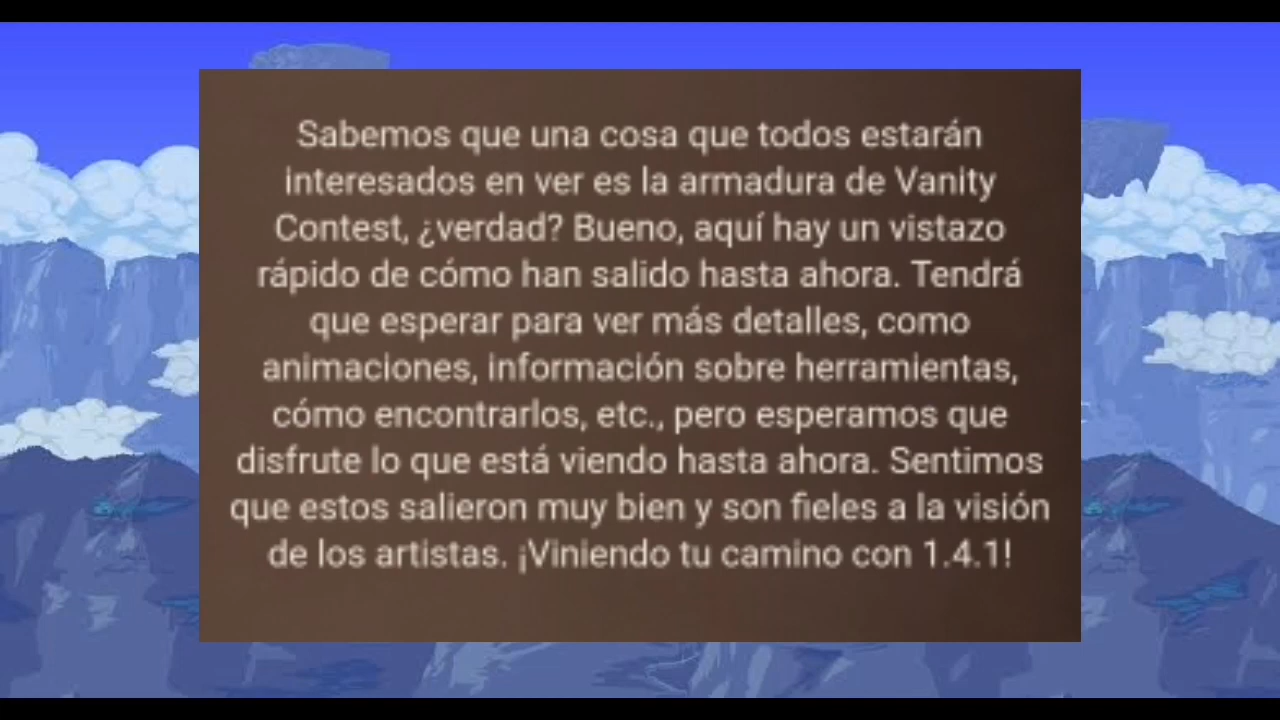 Sabemos que una cosa que todos estarán
interesados en ver es la armadura de Vanity
Contest, ¿verdad? Bueno, aquí hay un vistazo
rápido de cómo han salido hasta ahora. Tendrá
que esperar para ver más detalles, como
animaciones, información sobre herramientas,
cómo encontrarlos, etc., pero esperamos que
disfrute lo que está viendo hasta ahora. Sentimos
que estos salieron muy bien y son fieles a la visión
de los artistas. ¡Viniendo tu camino con 1.4.1!